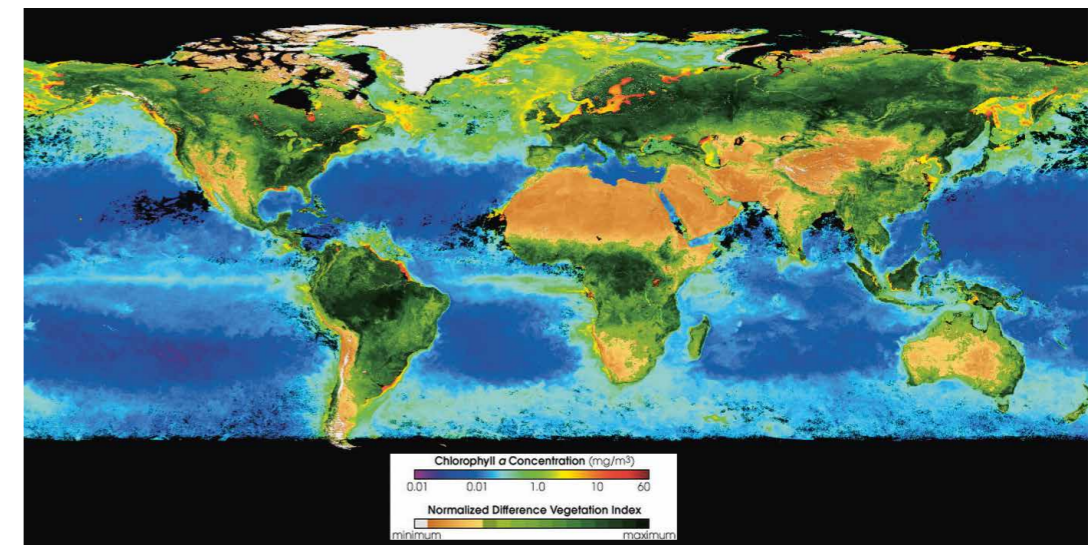 Chlorophyll a Concentration (mg/m³)
0.01 0.01 1.0 10 60
Normalized Difference Vegetation Index
minimum maximum